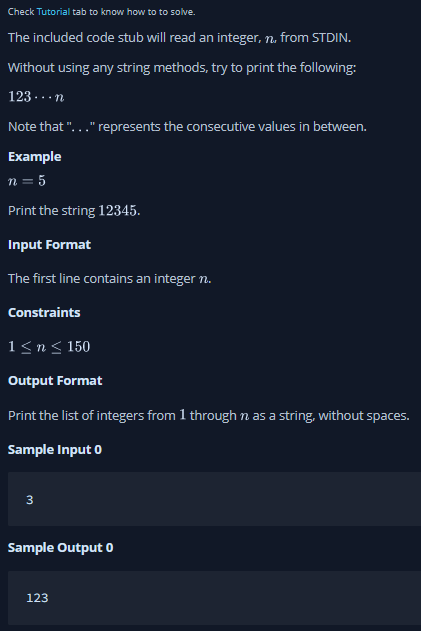 Check Tutorial tab to know how to to solve.
The included code stub will read an integer, n, from STDIN.
Without using any string methods, try to print the following:
123 · · · n
Note that "..." represents the consecutive values in between.
Example
n = 5
Print the string 12345.
Input Format
The first line contains an integer n.
Constraints
1 ≤ n ≤ 150
Output Format
Print the list of integers from 1 through n as a string, without spaces.
Sample Input 0
3
Sample Output 0
123